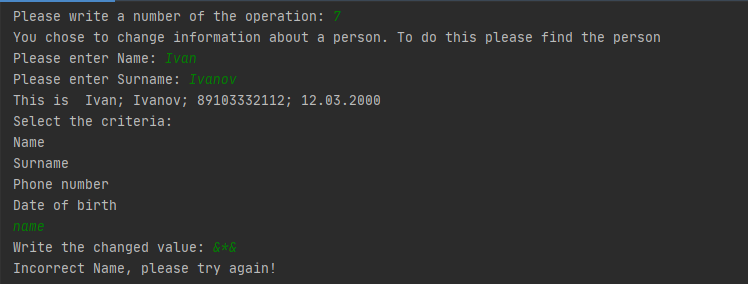 Please write a number of the operation: 7
You chose to change information about a person. To do this please find the person
Please enter Name: Ivan
Please enter Surname: Ivanov
This is  Ivan; Ivanov; 89103332112; 12.03.2000
Select the criteria:
Name
Surname
Phone number
Date of birth
name
Write the changed value: &*&
Incorrect Name, please try again!